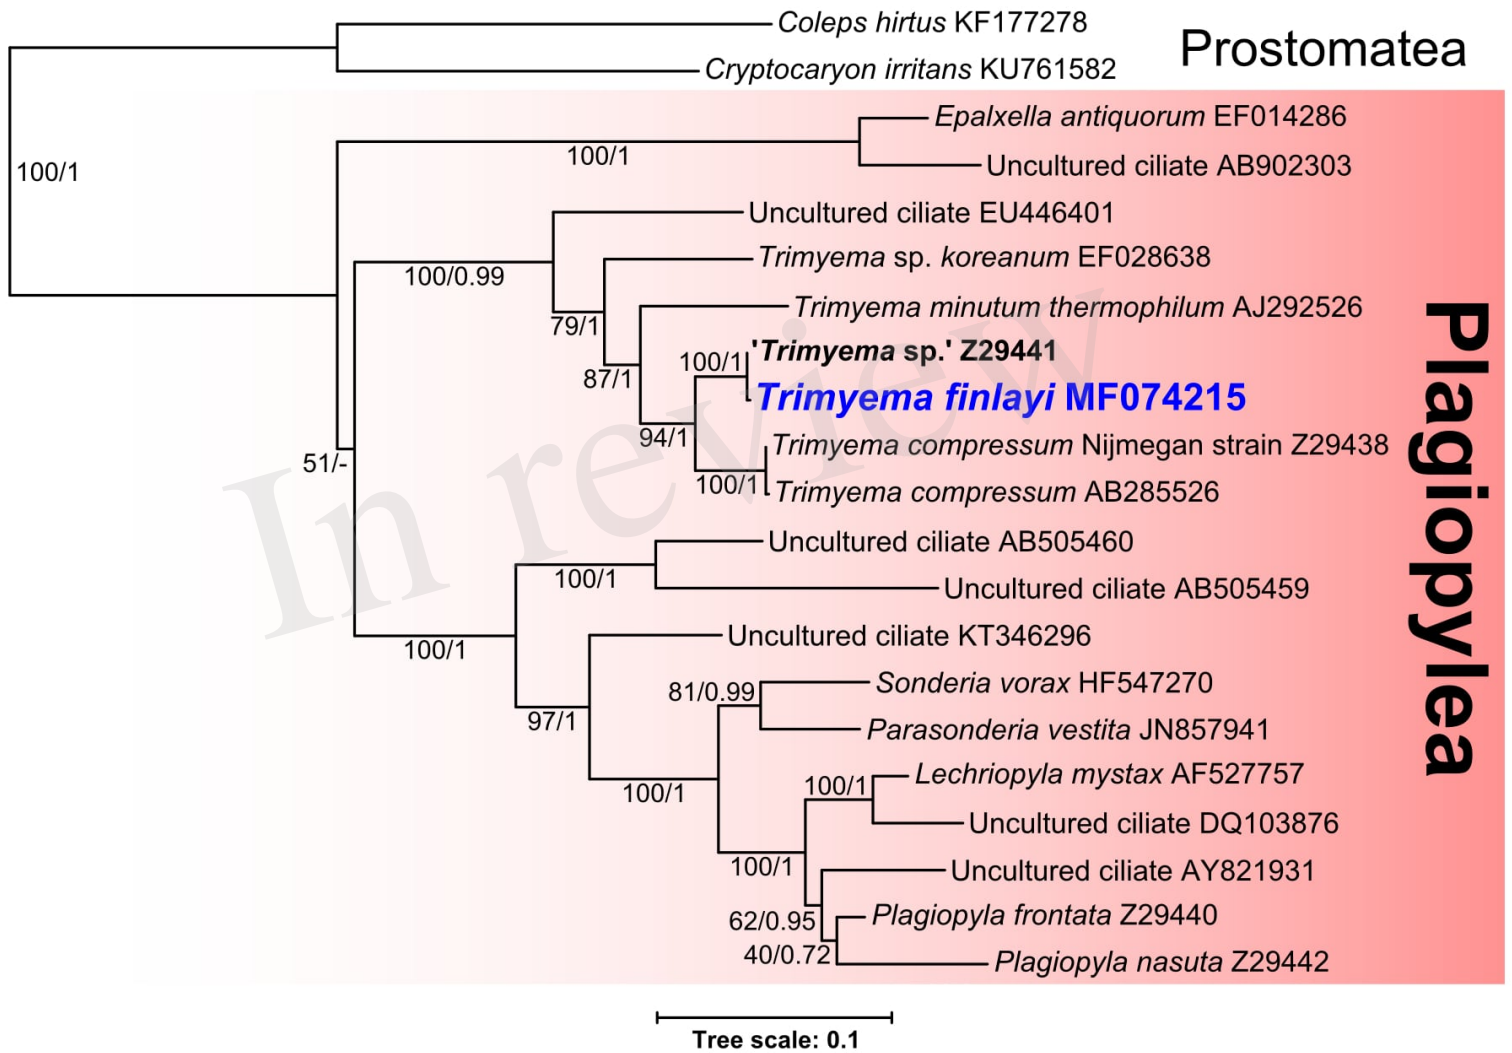 Coleps hirtus KF177278
Prostomatea
Cryptocaryon irritans KU761582
Epalxella antiquorum EF014286
100/1
100/1
Uncultured ciliate AB902303
Uncultured ciliate EU446401
Trimyema sp. koreanum EF028638
100/0.99
Trimyema minutum thermophilum AJ292526
79/1
'Trimyema sp.' Z29441
100/1
87/1
Trimyema finlayi MF074215
94/1
Trimyema compressum Nijmegan strain Z29438
51/-
100/1
Trimyema compressum AB285526
Uncultured ciliate AB505460
100/1
Uncultured ciliate AB505459
Uncultured ciliate KT346296
100/1
Sonderia vorax HF547270
81/0.99
97/1
Parasonderia vestita JN857941
Lechriopyla mystax AF527757
100/1
100/1
Uncultured ciliate DQ103876
100/1
Uncultured ciliate AY821931
62/0.95
Plagiopyla frontata Z29440
40/0.72
Plagiopyla nasuta Z29442
Plagiopylea
In review
Tree scale: 0.1